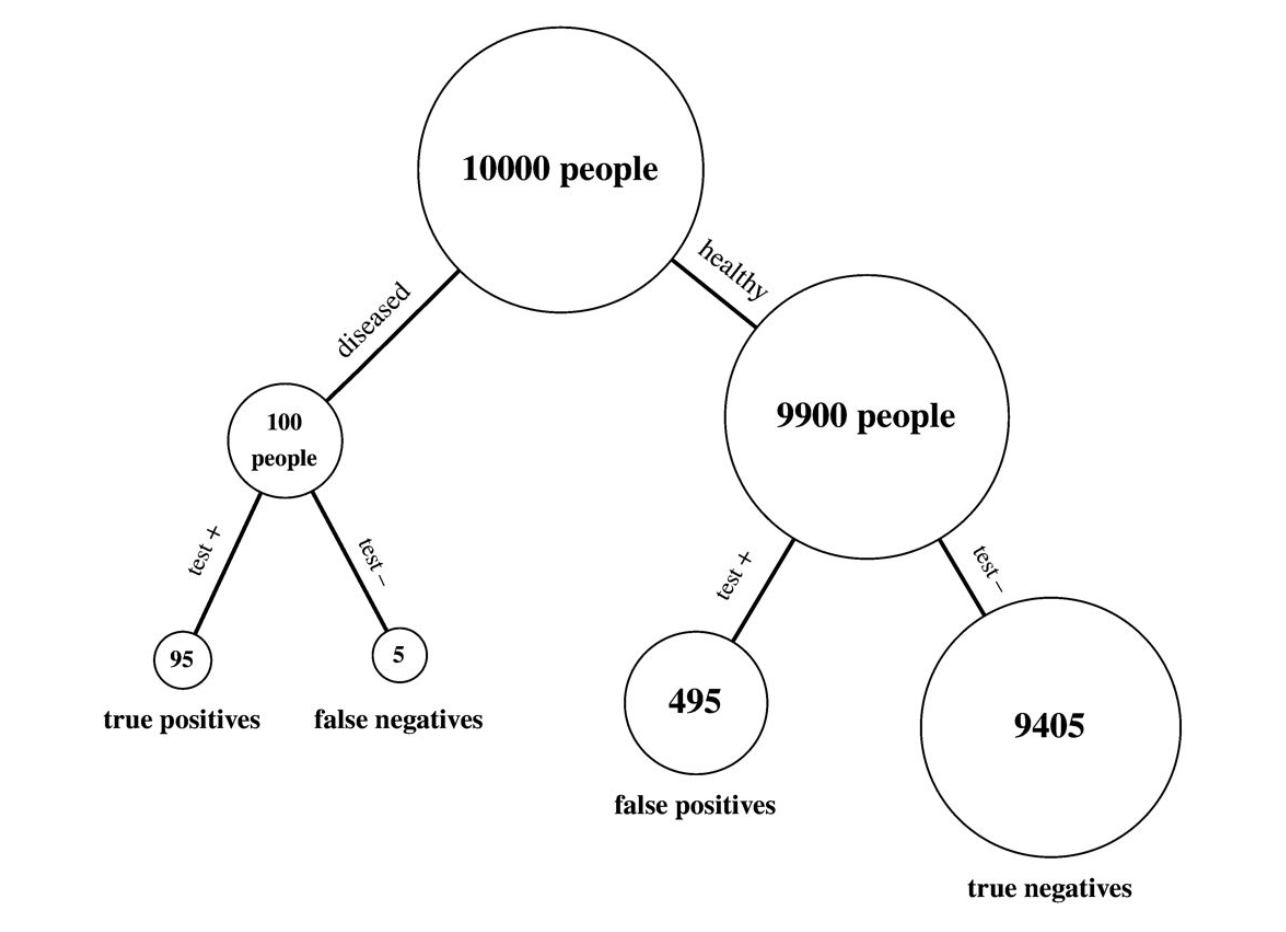 10000 people
diseased
healthy
100
people
9900 people
test +
test –
test +
test –
95
5
495
9405
true positives
false negatives
false positives
true negatives